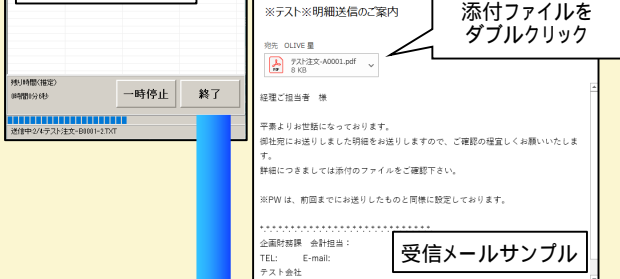 残り時間(推定)
0時間0分6秒
一時停止
終了
送信中2/4:テスト注文-B0001-2.TXT
※テスト※明細送信のご案内
宛先 OLIVE 星
テスト注文-A0001.pdf
8 KB
添付ファイルを
ダブルクリック
経理ご担当者 様
平素よりお世話になっております。
御社宛にお送りしました明細をお送りしますので、ご確認の程宜しくお願いいたしま
す。
詳細につきましては添付のファイルをご確認下さい。
※PW は、前回までにお送りしたものと同様に設定しております。
企画財務課 会計担当：
TEL: E-mail:
テスト会社
受信メールサンプル